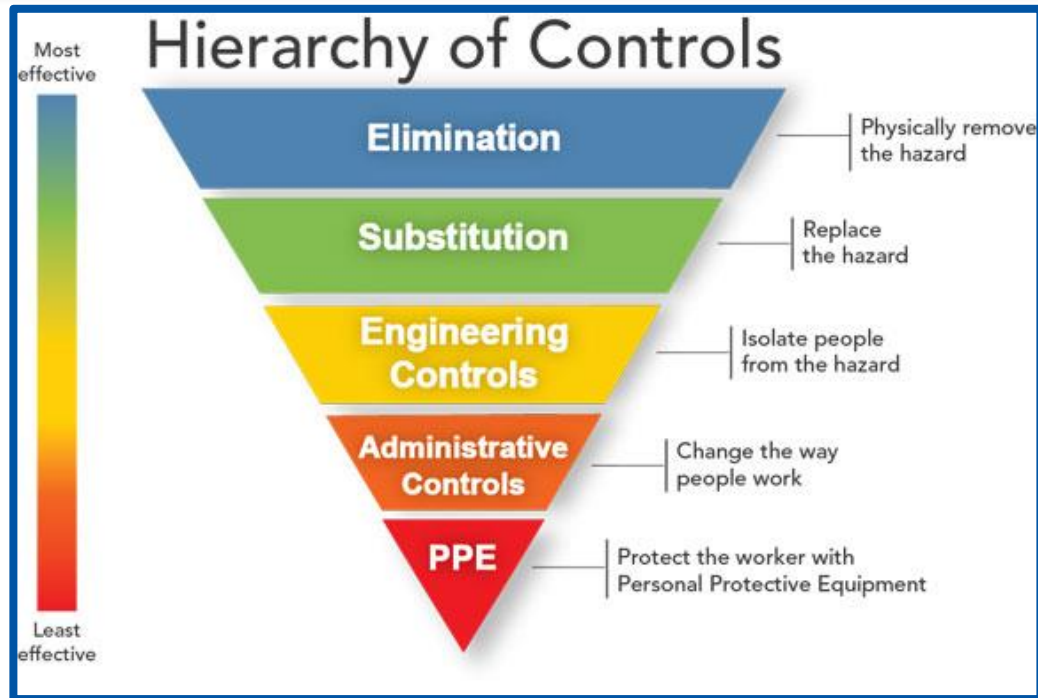 Hierarchy of Controls
Most
effective
Elimination
Physically remove
the hazard
Substitution
Replace
the hazard
Engineering
Controls
Isolate people
from the hazard
Administrative
Controls
Change the way
people work
PPE
Protect the worker with
Personal Protective Equipment
Least
effective